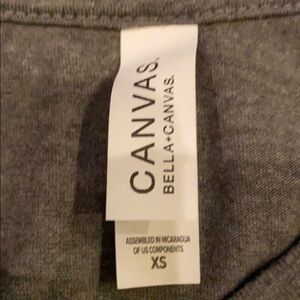 CANVAS.
BELLA+CANVAS.
ASSEMBLED IN NICARAGUA
OF US COMPONENTS
XS